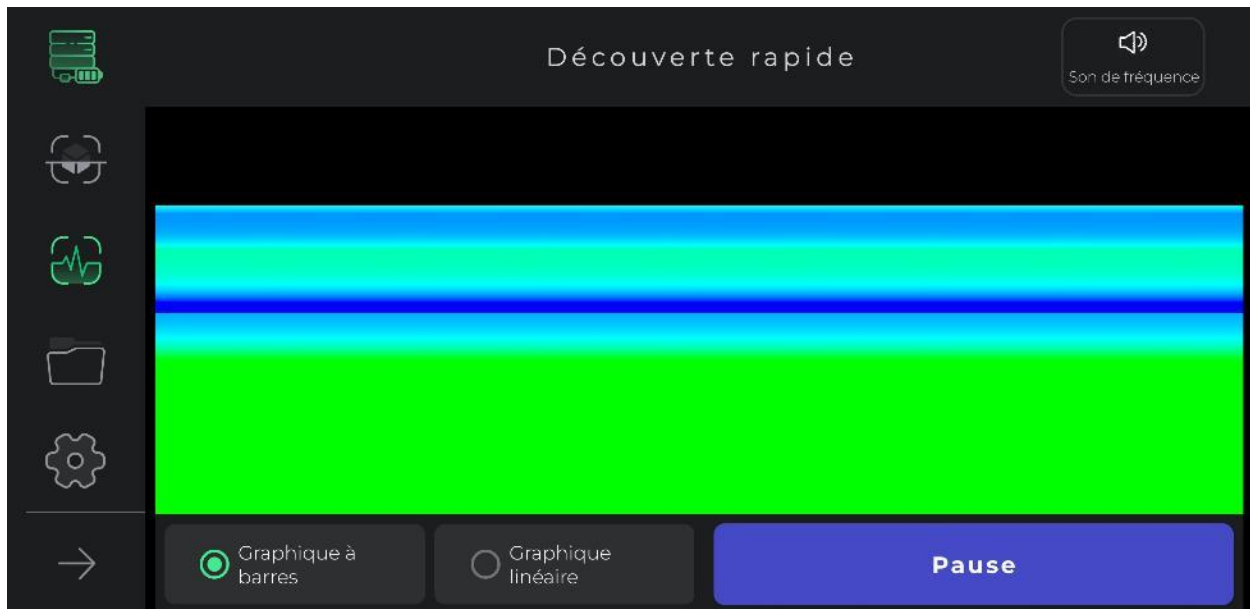 Découverte rapide
Son de fréquence
Graphique à
barres
Graphique
linéaire
Pause